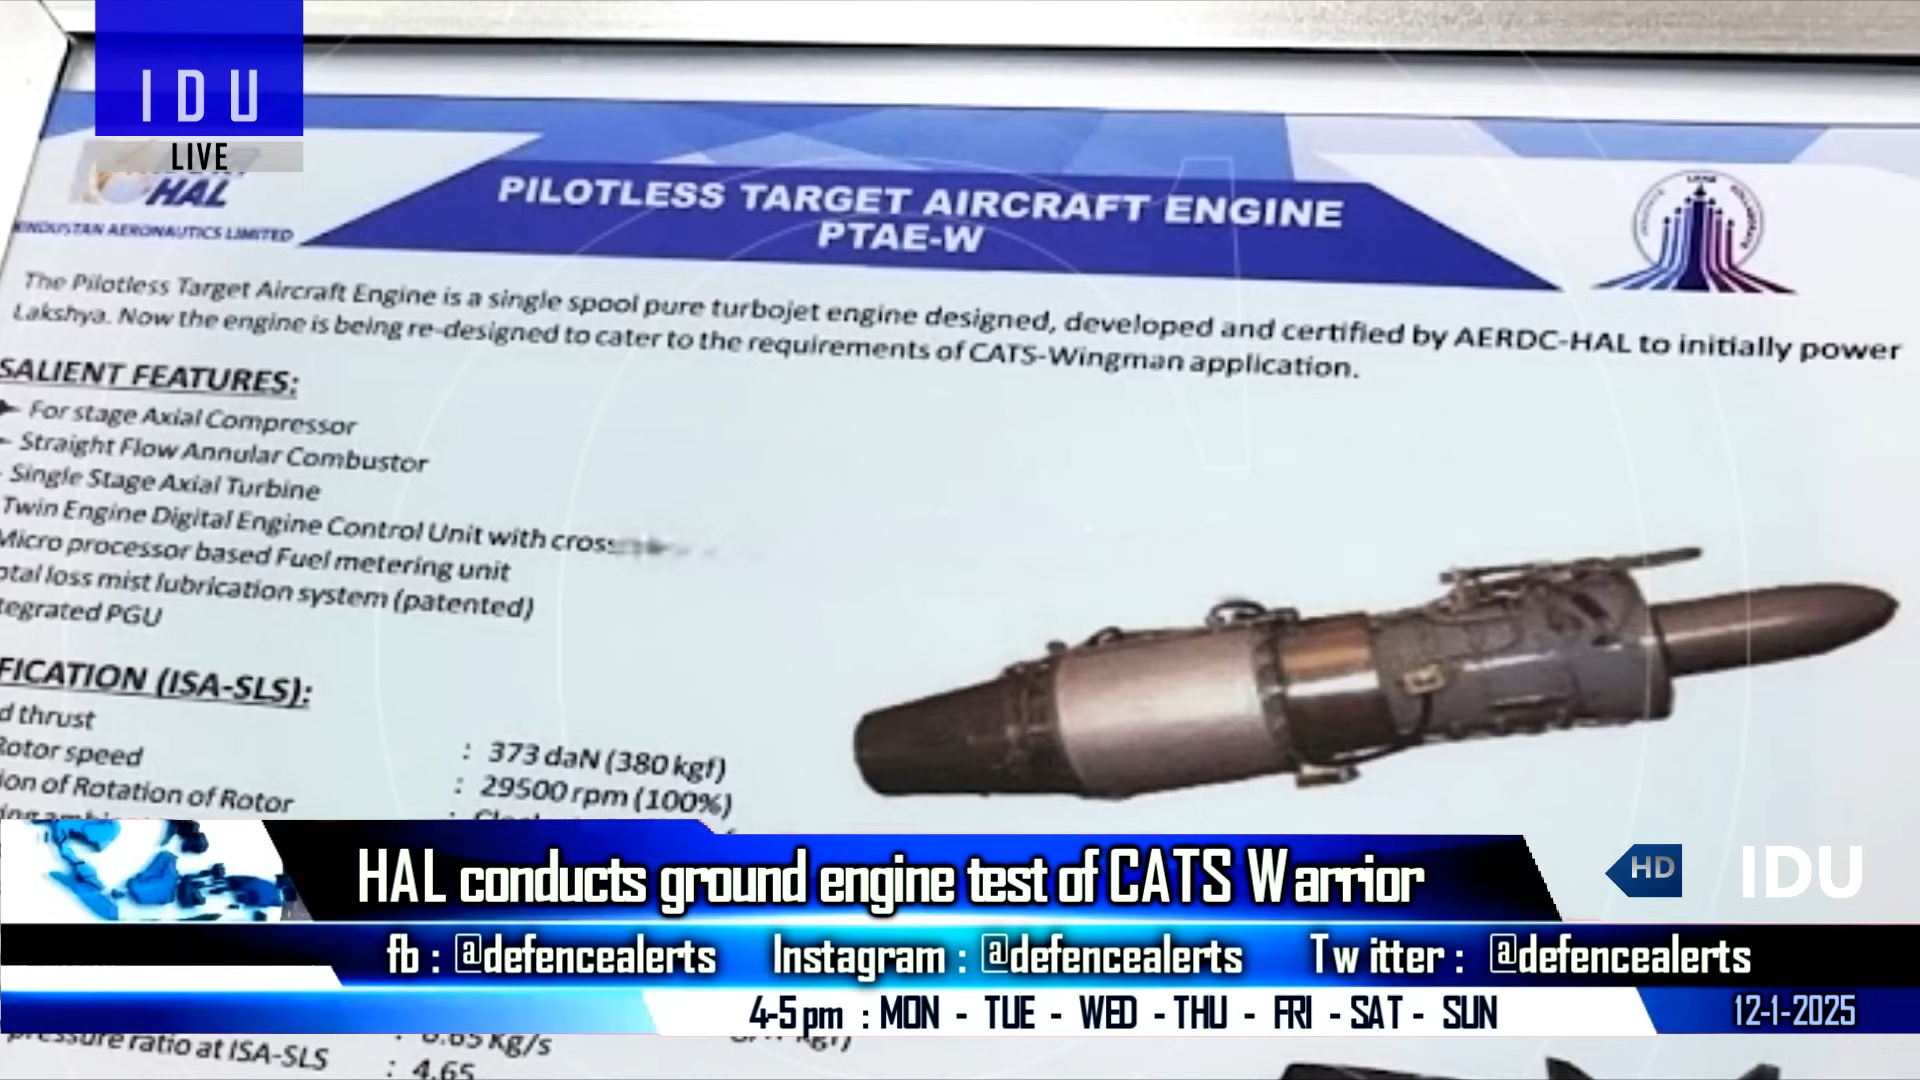 IDU
LIVE
HAL
HINDUSTAN AERONAUTICS LIMITED
PILOTLESS TARGET AIRCRAFT ENGINE
PTAE-W
The Pilotless Target Aircraft Engine is a single spool pure turbojet engine designed, developed and certified by AERDC-HAL to initially power
Lakshya. Now the engine is being re-designed to cater to the requirements of CATS-Wingman application.
SALIENT FEATURES:
For stage Axial Compressor
Straight Flow Annular Combustor
Single Stage Axial Turbine
Twin Engine Digital Engine Control Unit with cross
Micro processor based Fuel metering unit
otal loss mist lubrication system (patented)
tegrated PGU
FICATION (ISA-SLS):
d thrust : 373 daN (380 kgf)
Rotor speed : 29500 rpm (100%)
ion of Rotation of Rotor :
HAL conducts ground engine test of CATS Warrior
HD
IDU
fb : @defencealerts Instagram : @defencealerts Twitter : @defencealerts
4-5 pm : MON - TUE - WED - THU - FRI - SAT - SUN
12-1-2025
Kg/s
pressure ratio at ISA-SLS : 4.65